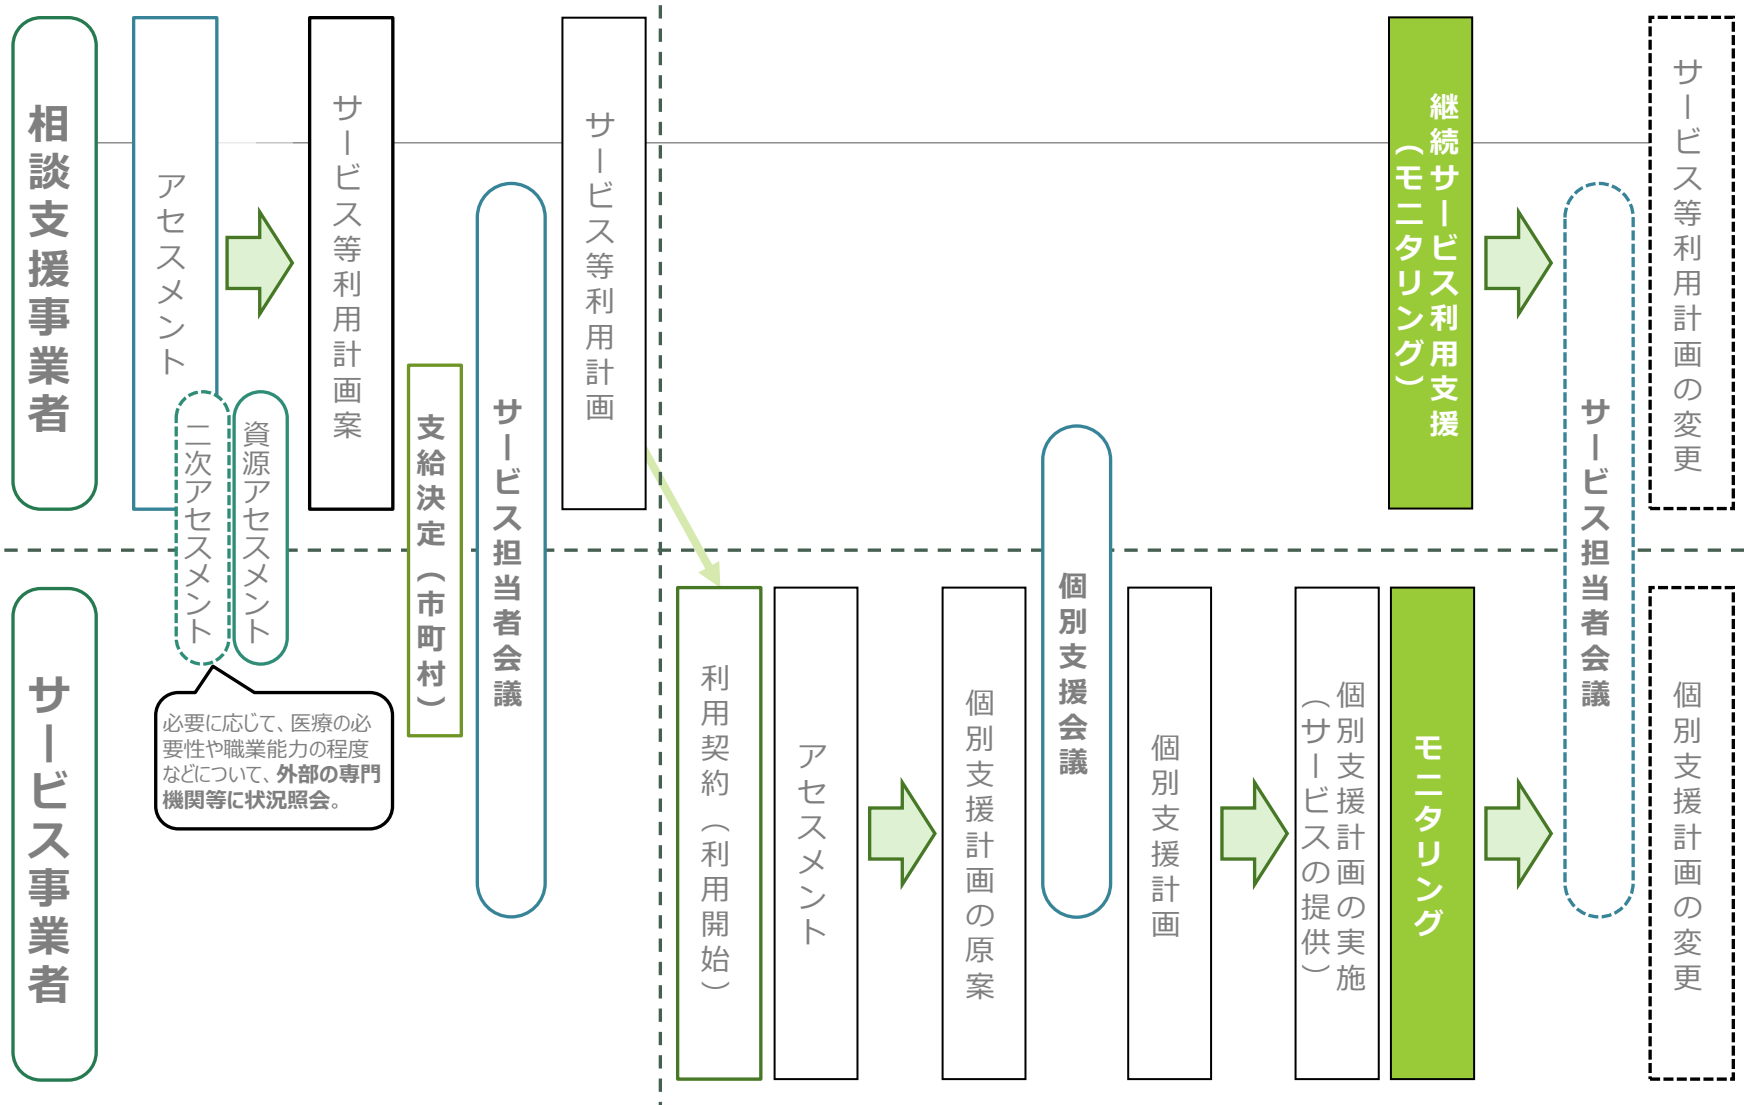 相談支援事業者
アセスメント
二次アセスメント
資源アセスメント
サービス等利用計画案
支給決定（市町村）
サービス担当者会議
サービス等利用計画
継続サービス利用支援
（モニタリング）
サービス担当者会議
サービス等利用計画の変更
サービス事業者
必要に応じて、医療の必
要性や職業能力の程度
などについて、外部の専門
機関等に状況照会。
利用契約（利用開始）
アセスメント
個別支援計画の原案
個別支援会議
個別支援計画
個別支援計画の実施
（サービスの提供）
モニタリング
個別支援計画の変更